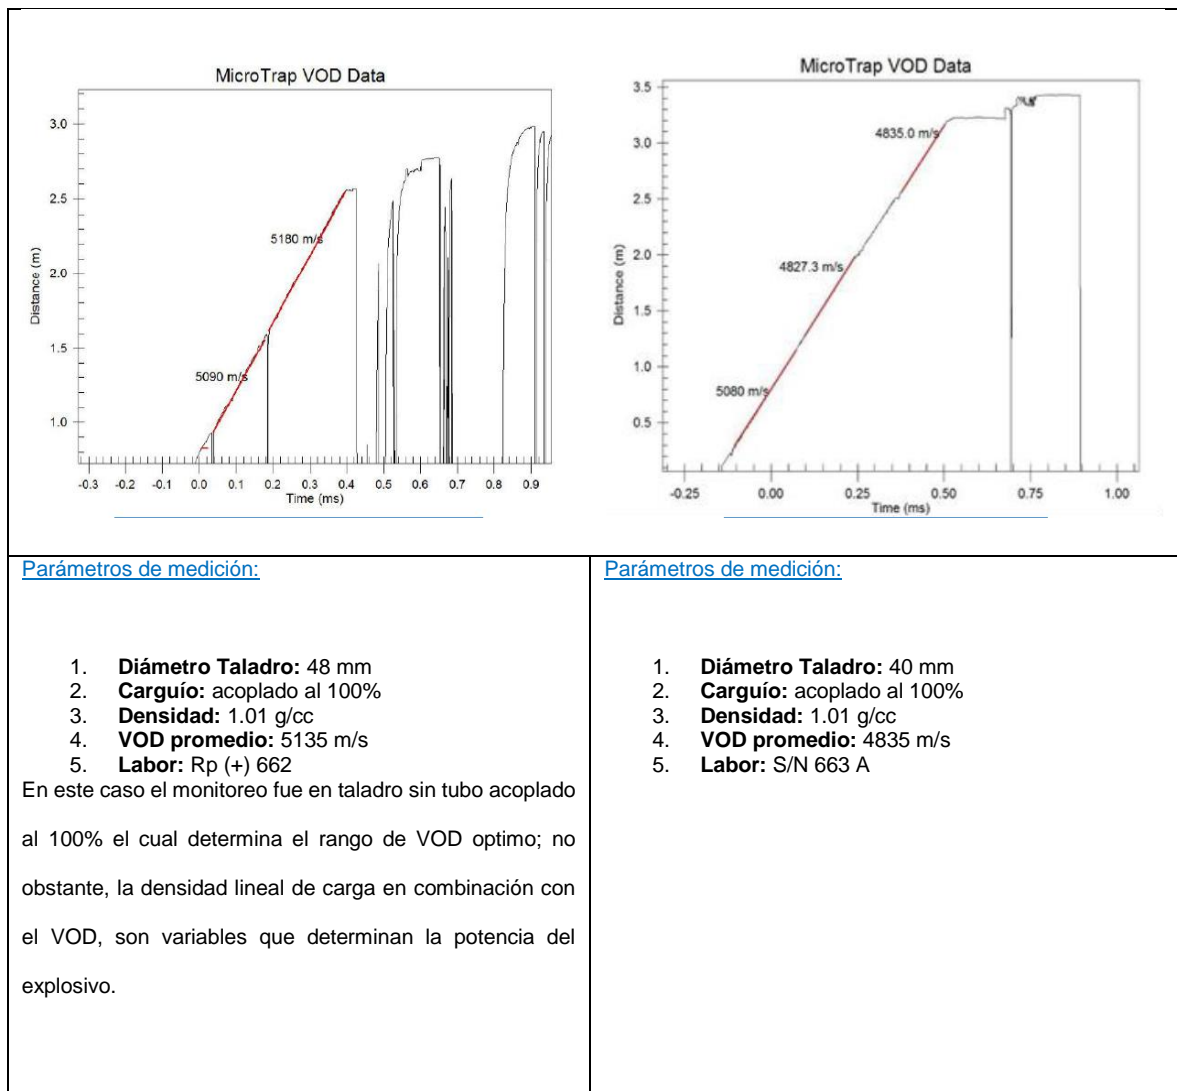 MicroTrap VOD Data
3.0
2.5
2.0
1.5
1.0
Distance (m)
5180 m/s
5090 m/s
-0.3 -0.2 -0.1 0.0 0.1 0.2 0.3 0.4 0.5 0.6 0.7 0.8 0.9
Time (ms)
MicroTrap VOD Data
3.5
3.0
2.5
2.0
1.5
1.0
0.5
Distance (m)
4835.0 m/s
4827.3 m/s
5080 m/s
-0.25 0.00 0.25 0.50 0.75 1.00
Time (ms)
Parámetros de medición:
1. Diámetro Taladro: 48 mm
2. Carguío: acoplado al 100%
3. Densidad: 1.01 g/cc
4. VOD promedio: 5135 m/s
5. Labor: Rp (+) 662
En este caso el monitoreo fue en taladro sin tubo acoplado
al 100% el cual determina el rango de VOD optimo; no
obstante, la densidad lineal de carga en combinación con
el VOD, son variables que determinan la potencia del
explosivo.
Parámetros de medición:
1. Diámetro Taladro: 40 mm
2. Carguío: acoplado al 100%
3. Densidad: 1.01 g/cc
4. VOD promedio: 4835 m/s
5. Labor: S/N 663 A